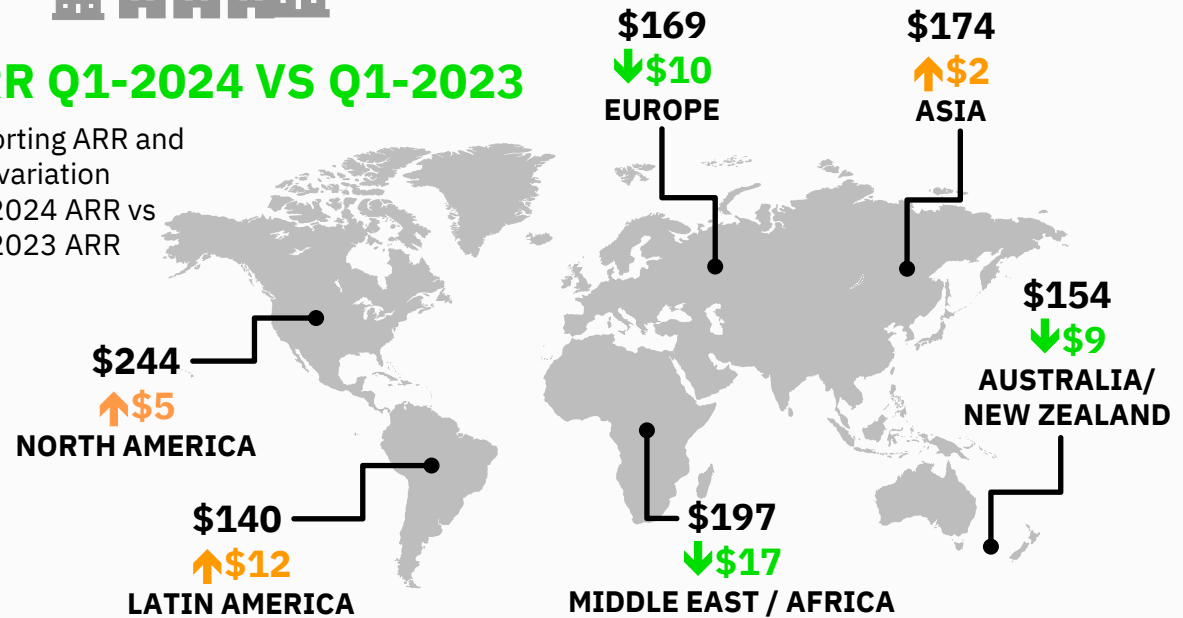 R Q1-2024 VS Q1-2023
orting ARR and
variation
2024 ARR vs
2023 ARR
$169
$10
EUROPE
$174
$2
ASIA
$154
$9
AUSTRALIA/
NEW ZEALAND
$244
$5
NORTH AMERICA
$140
$12
LATIN AMERICA
$197
$17
MIDDLE EAST / AFRICA